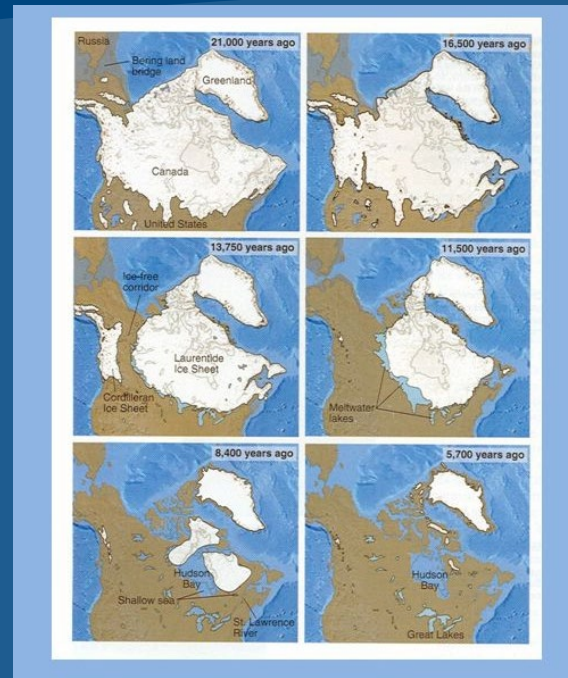 21,000 years ago
Russia
Bering land
bridge
Greenland
Canada
United States
16,500 years ago
13,750 years ago
Ice-free
corridor
Laurentide
Ice Sheet
Cordilleran
Ice Sheet
11,500 years ago
Meltwater
lakes
8,400 years ago
Hudson
Bay
Shallow sea
St. Lawrence
River
5,700 years ago
Hudson
Bay
Great Lakes